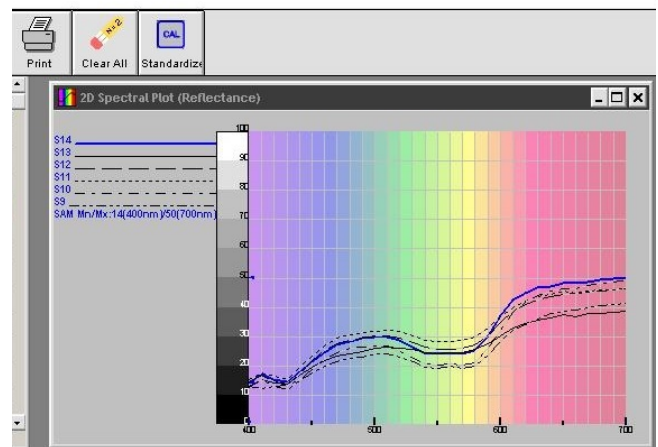 N=2
CAL
Print
Clear All
Standardize
2D Spectral Plot (Reflectance)
S14
S13
S12
S11
S10
S9
SAM Mn/Mx:14(400nm)/50(700nm)
100
90
80
70
60
50
40
30
20
10
0
400
500
600
700